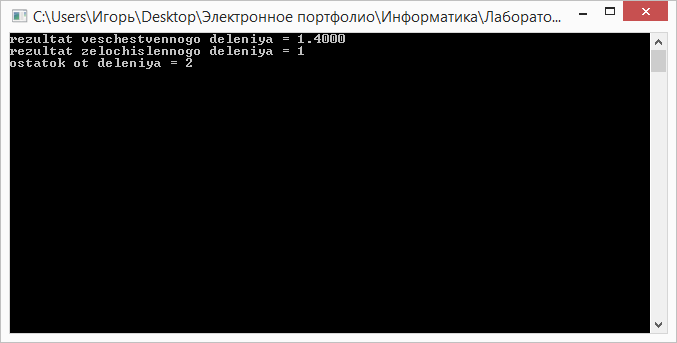 C:\Users\Игорь\Desktop\Электронное портфолио\Информатика\Лаборато...
rezultat veschestvennogo deleniya = 1.4000
rezultat zelochislennogo deleniya = 1
ostatok ot deleniya = 2